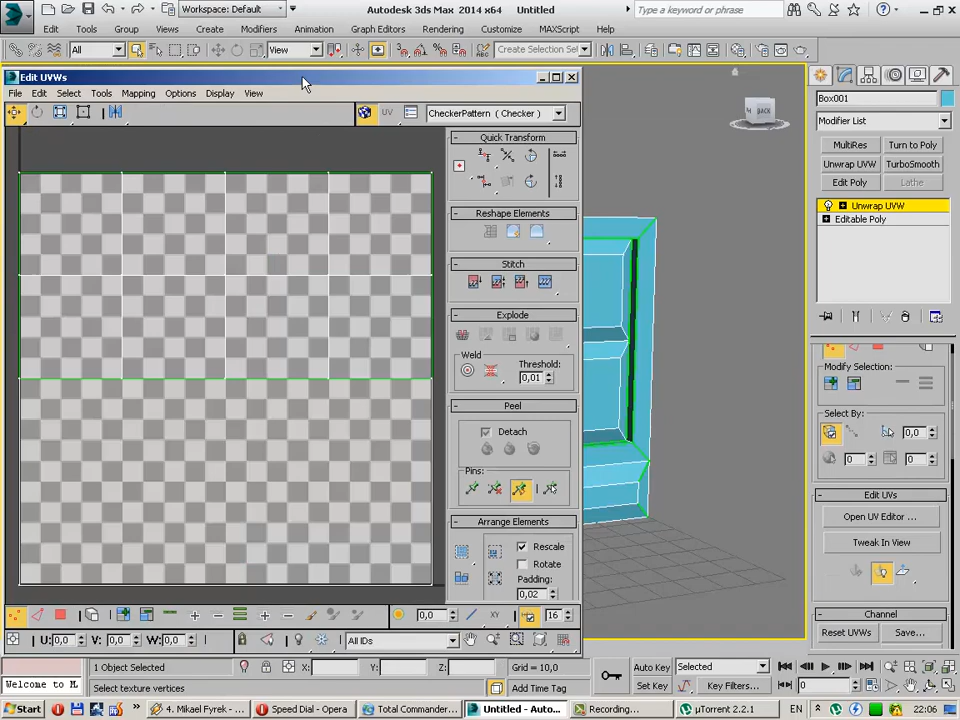 Workspace: Default
Autodesk 3ds Max 2014 x64
Untitled
Type a keyword or phrase
Edit
Tools
Group
Views
Create
Modifiers
Animation
Graph Editors
Rendering
Customize
MAXScript
Help
All
View
Create Selection Se
Edit UVWs
File
Edit
Select
Tools
Mapping
Options
Display
View
UV
CheckerPattern ( Checker )
Quick Transform
Reshape Elements
Stitch
Explode
Weld
Threshold:
0,01
Peel
Detach
Pins:
Arrange Elements
Rescale
Rotate
Padding:
0,02
0,0
XY
16
U: 0,0
V: 0,0
W: 0,0
All IDs
BACK
Box001
Modifier List
MultiRes
Turn to Poly
Unwrap UVW
TurboSmooth
Edit Poly
Lathe
Unwrap UVW
Editable Poly
Modify Selection:
Select By:
0,0
0
0
Edit UVs
Open UV Editor ...
Tweak In View
Channel
Reset UVWs
Save...
1 Object Selected
X:
Y:
Z:
Grid = 10,0
Auto Key
Selected
Welcome to M
Select texture vertices
Add Time Tag
Set Key
Key Filters...
0
Start
4. Mikael Fyrek - ...
Speed Dial - Opera
Total Commander...
Untitled - Auto...
Recording...
µTorrent 2.2.1
EN
22:06